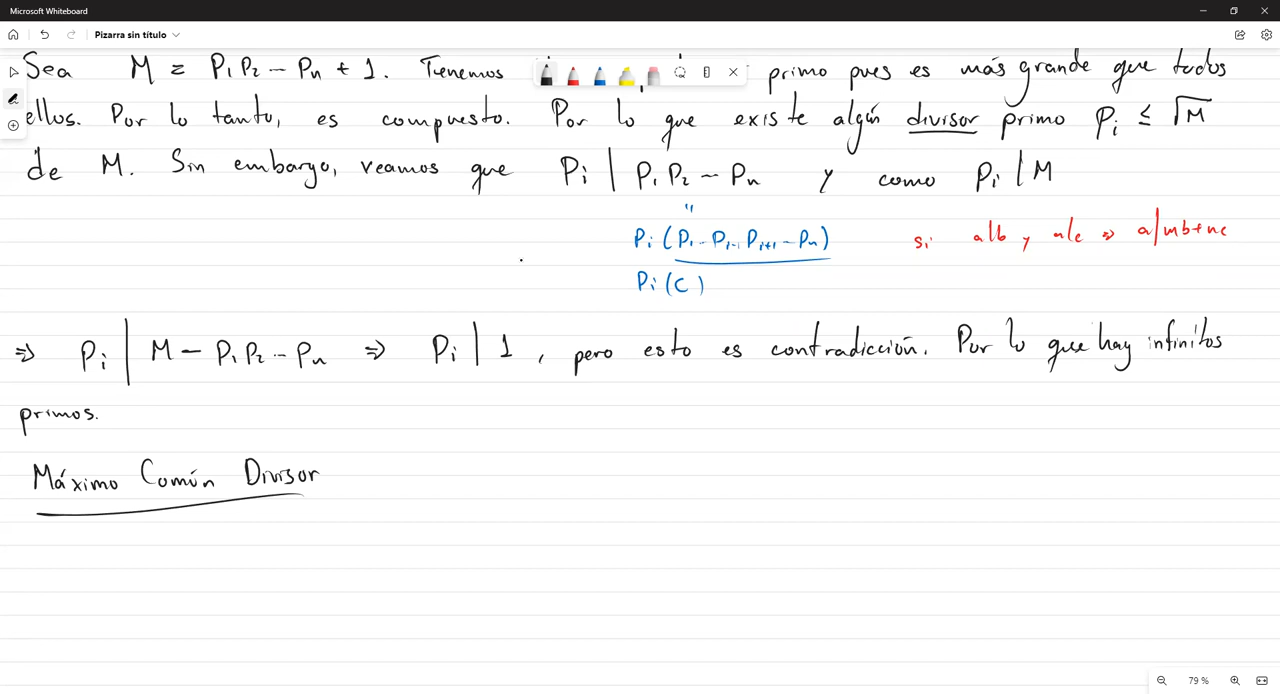 Microsoft Whiteboard
Pizarra sin título
Sea M = P₁P₂ - Pₙ + 1. Tenemos primo pues es más grande que todos
ellos. Por lo tanto, es compuesto. Por lo que existe algún divisor primo Pᵢ ≤ √M
de M. Sin embargo, veamos que Pᵢ | P₁P₂ - Pₙ y como Pᵢ | M
"
Pᵢ (P₁ - Pᵢ₋₁ Pᵢ₊₁ - Pₙ) si a|b y a|c ⇒ a|mb+nc
Pᵢ (C)
⇒ Pᵢ | M - P₁P₂ - Pₙ ⇒ Pᵢ | 1, pero esto es contradicción. Por lo que hay infinitos
primos.
Máximo Común Divisor
79 %